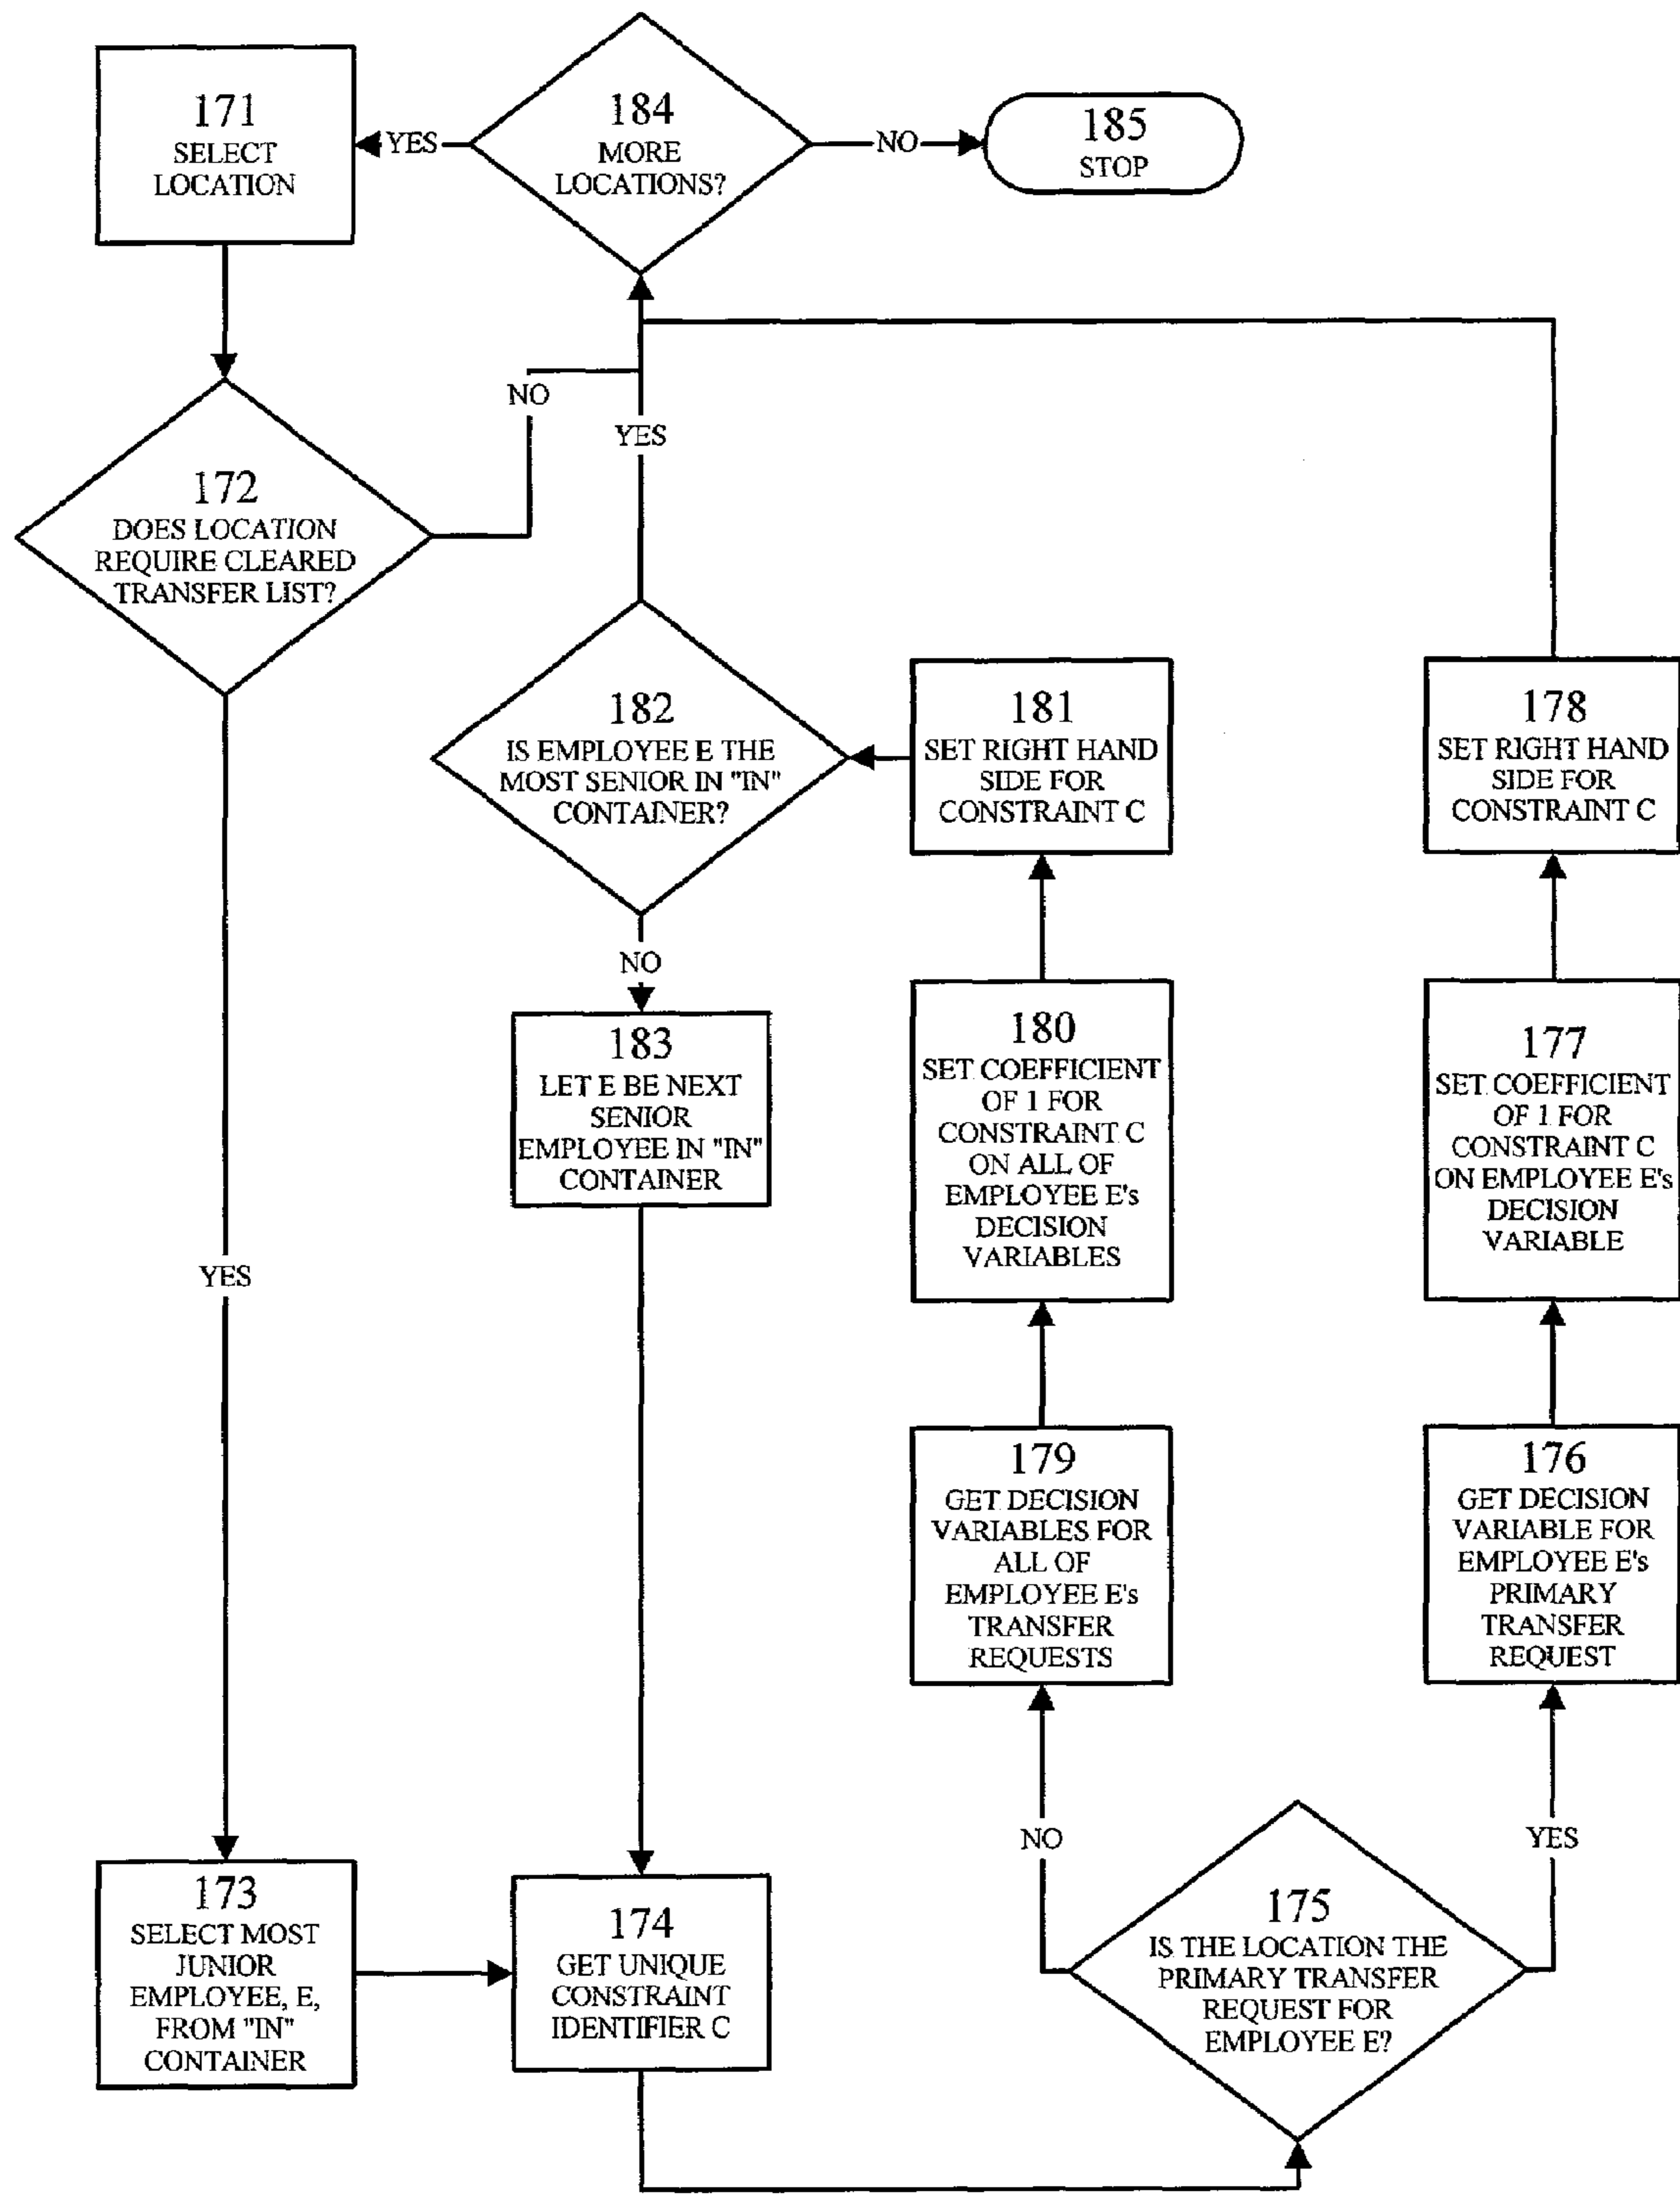 171
SELECT
LOCATION
YES
184
MORE
LOCATIONS?
NO
185
STOP
172
DOES LOCATION
REQUIRE CLEARED
TRANSFER LIST?
NO
YES
182
IS EMPLOYEE E THE
MOST SENIOR IN "IN"
CONTAINER?
181
SET RIGHT HAND
SIDE FOR
CONSTRAINT C
178
SET RIGHT HAND
SIDE FOR
CONSTRAINT C
NO
183
LET E BE NEXT
SENIOR
EMPLOYEE IN "IN"
CONTAINER
180
SET COEFFICIENT
OF 1 FOR
CONSTRAINT C
ON ALL OF
EMPLOYEE E's
DECISION
VARIABLES
177
SET COEFFICIENT
OF 1 FOR
CONSTRAINT C
ON EMPLOYEE E's
DECISION
VARIABLE
YES
179
GET DECISION
VARIABLES FOR
ALL OF
EMPLOYEE E's
TRANSFER
REQUESTS
176
GET DECISION
VARIABLE FOR
EMPLOYEE E's
PRIMARY
TRANSFER
REQUEST
NO
YES
173
SELECT MOST
JUNIOR
EMPLOYEE, E,
FROM "IN"
CONTAINER
174
GET UNIQUE
CONSTRAINT
IDENTIFIER C
175
IS THE LOCATION THE
PRIMARY TRANSFER
REQUEST FOR
EMPLOYEE E?